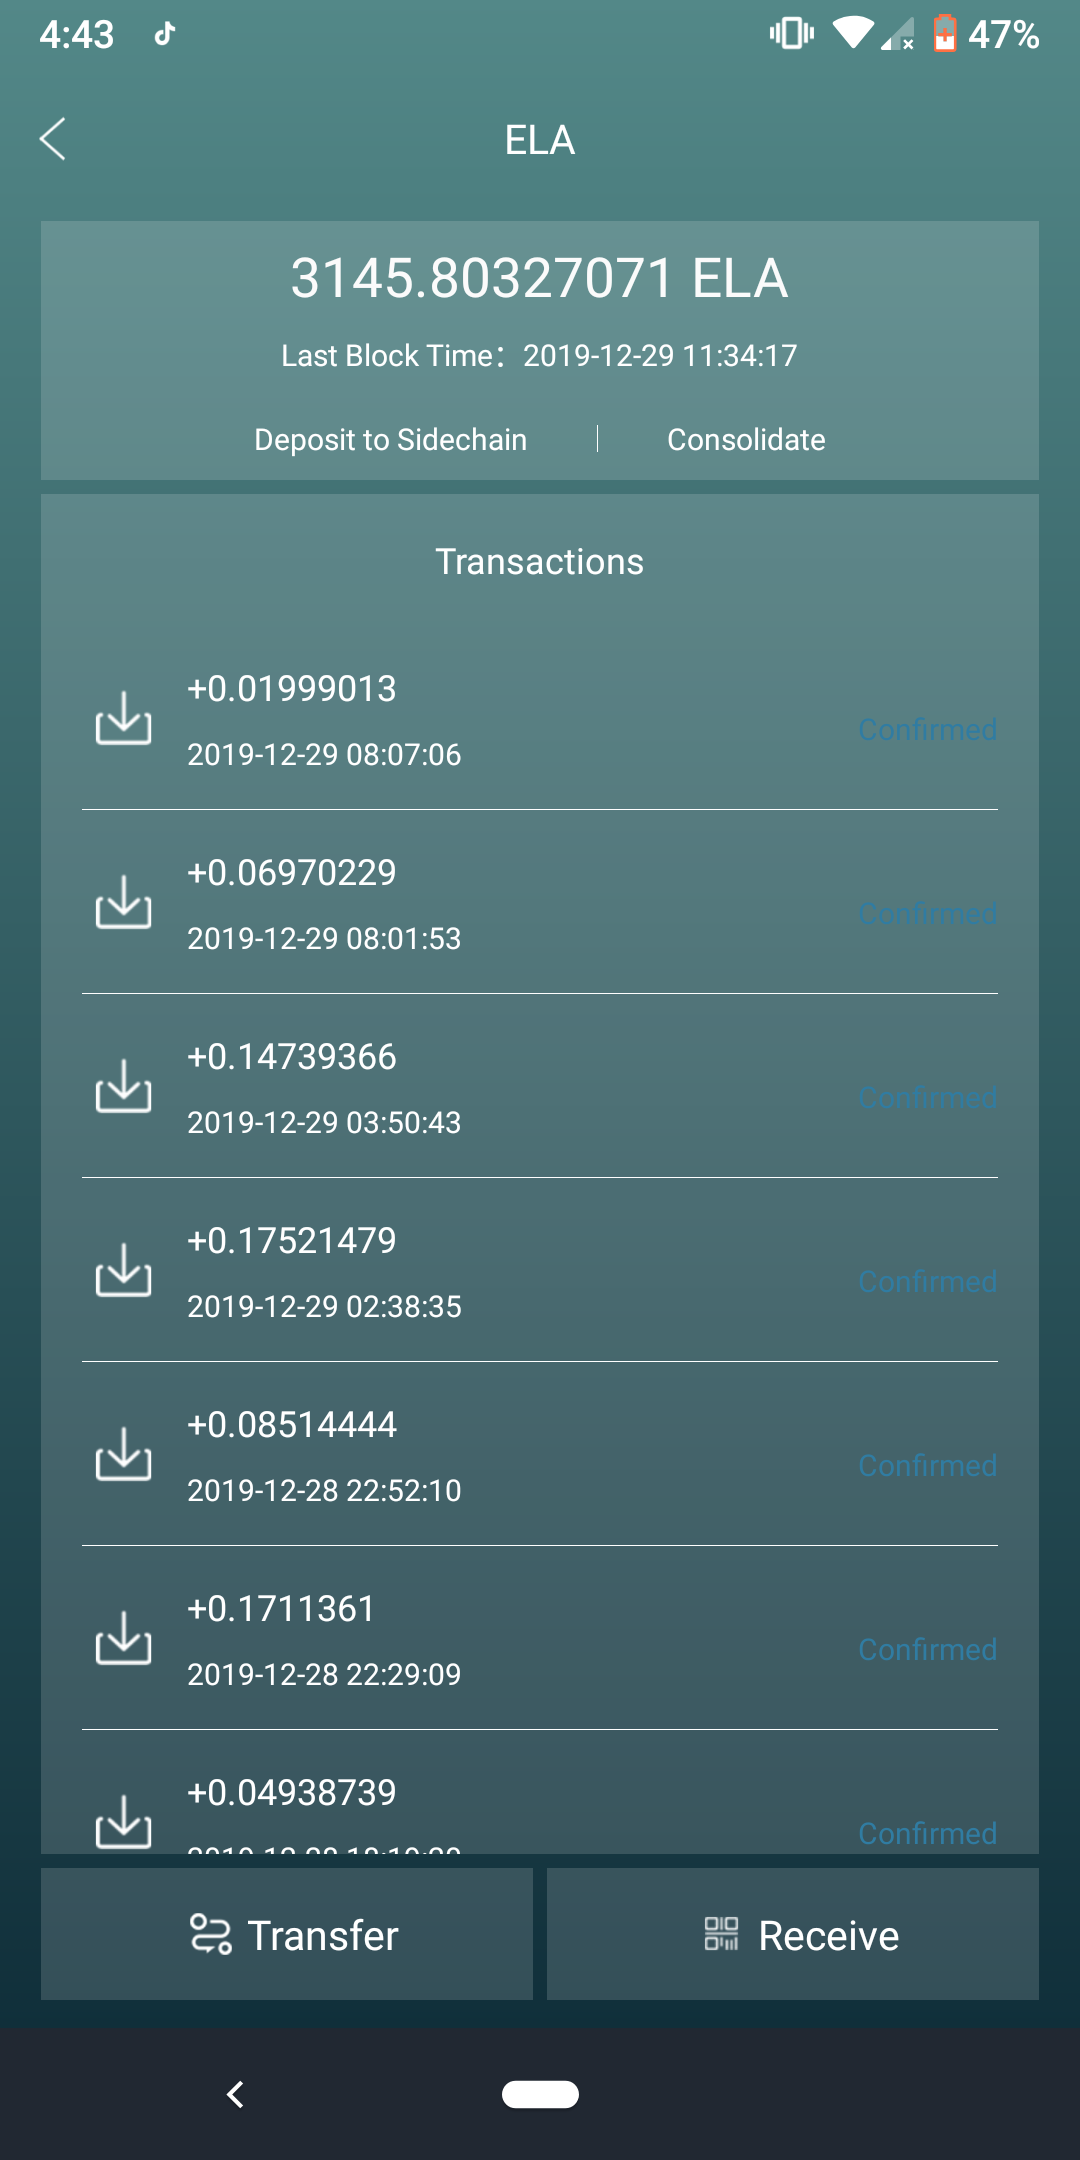 4:43
47%
ELA
3145.80327071 ELA
Last Block Time：2019-12-29 11:34:17
Deposit to Sidechain
Consolidate
Transactions
+0.01999013
2019-12-29 08:07:06
Confirmed
+0.06970229
2019-12-29 08:01:53
Confirmed
+0.14739366
2019-12-29 03:50:43
Confirmed
+0.17521479
2019-12-29 02:38:35
Confirmed
+0.08514444
2019-12-28 22:52:10
Confirmed
+0.1711361
2019-12-28 22:29:09
Confirmed
+0.04938739
Confirmed
Transfer
Receive